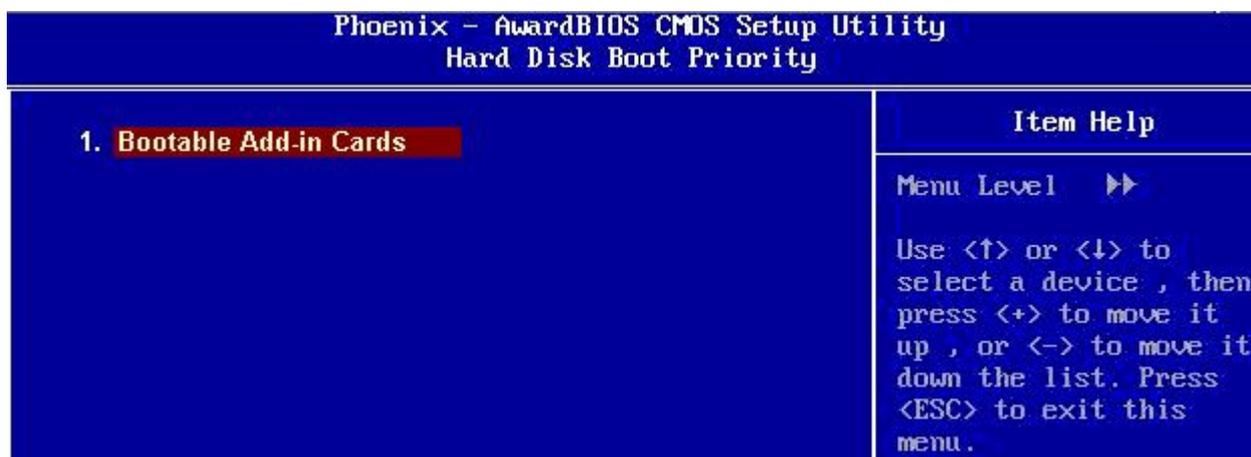 Phoenix - AwardBIOS CMOS Setup Utility
Hard Disk Boot Priority
1. Bootable Add-in Cards
Item Help
Menu Level ▶▶
Use <↑> or <↓> to
select a device , then
press <+> to move it
up , or <-> to move it
down the list. Press
<ESC> to exit this
menu.